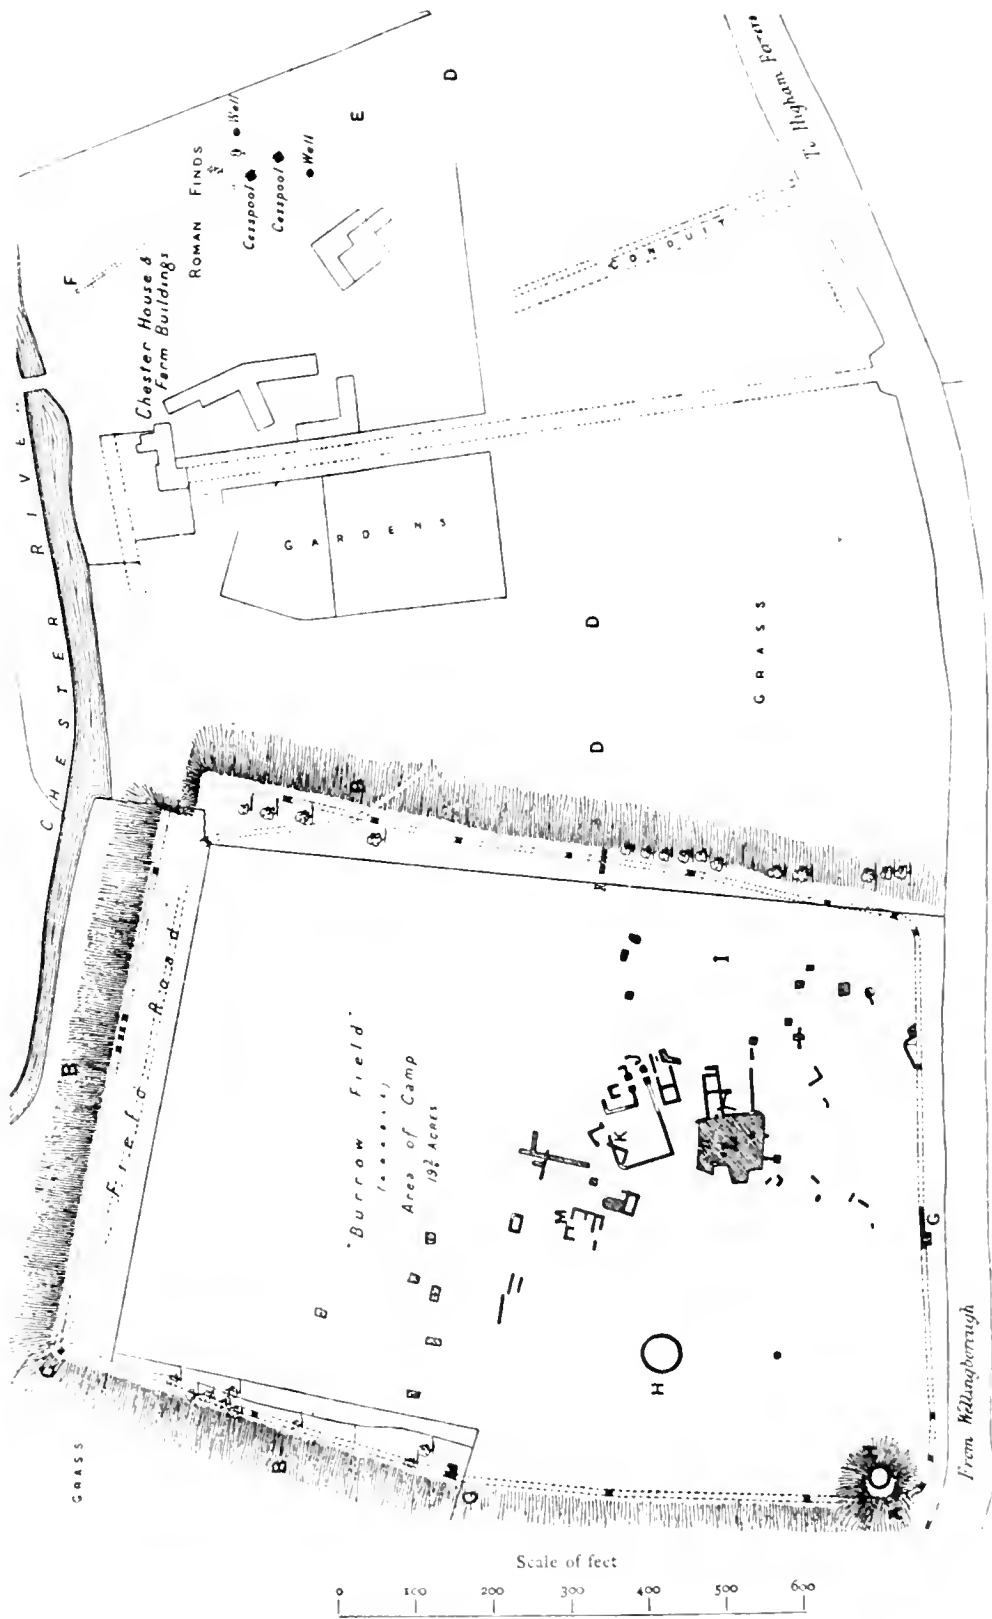 CHESTER RIVER
GRASS
Field Road
"Burrow Field"
Area of Camp
19¾ ACRES
Chester House &
Farm Buildings
ROMAN FINDS
Well
Cesspool
Cesspool
Well
GARDENS
GRASS
CONDUIT
To Higham Ferrers
From Wellingborough
F
E
D
D
D
B
B
B
C
G
G
H
I
K
M
A
Scale of feet
0 100 200 300 400 500 600